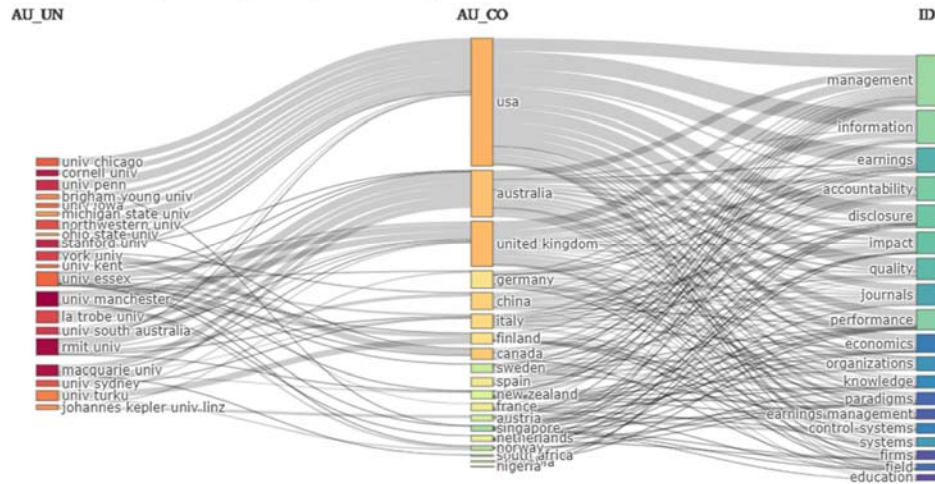 AU_UN
AU_CO
ID
univ chicago
cornell univ
univ penn
brigham young univ
univ iowa
michigan state univ
northwestern univ
ohio state univ
stanford univ
york univ
univ kent
univ essex
univ manchester
la trobe univ
univ south australia
rmit univ
macquarie univ
univ sydney
univ turku
johannes kepler univ linz
usa
australia
united kingdom
germany
china
italy
finland
canada
sweden
spain
new zealand
france
austria
singapore
netherlands
norway
south africa
nigeria
management
information
earnings
accountability
disclosure
impact
quality
journals
performance
economics
organizations
knowledge
paradigms
earnings management
control-systems
systems
firms
field
education